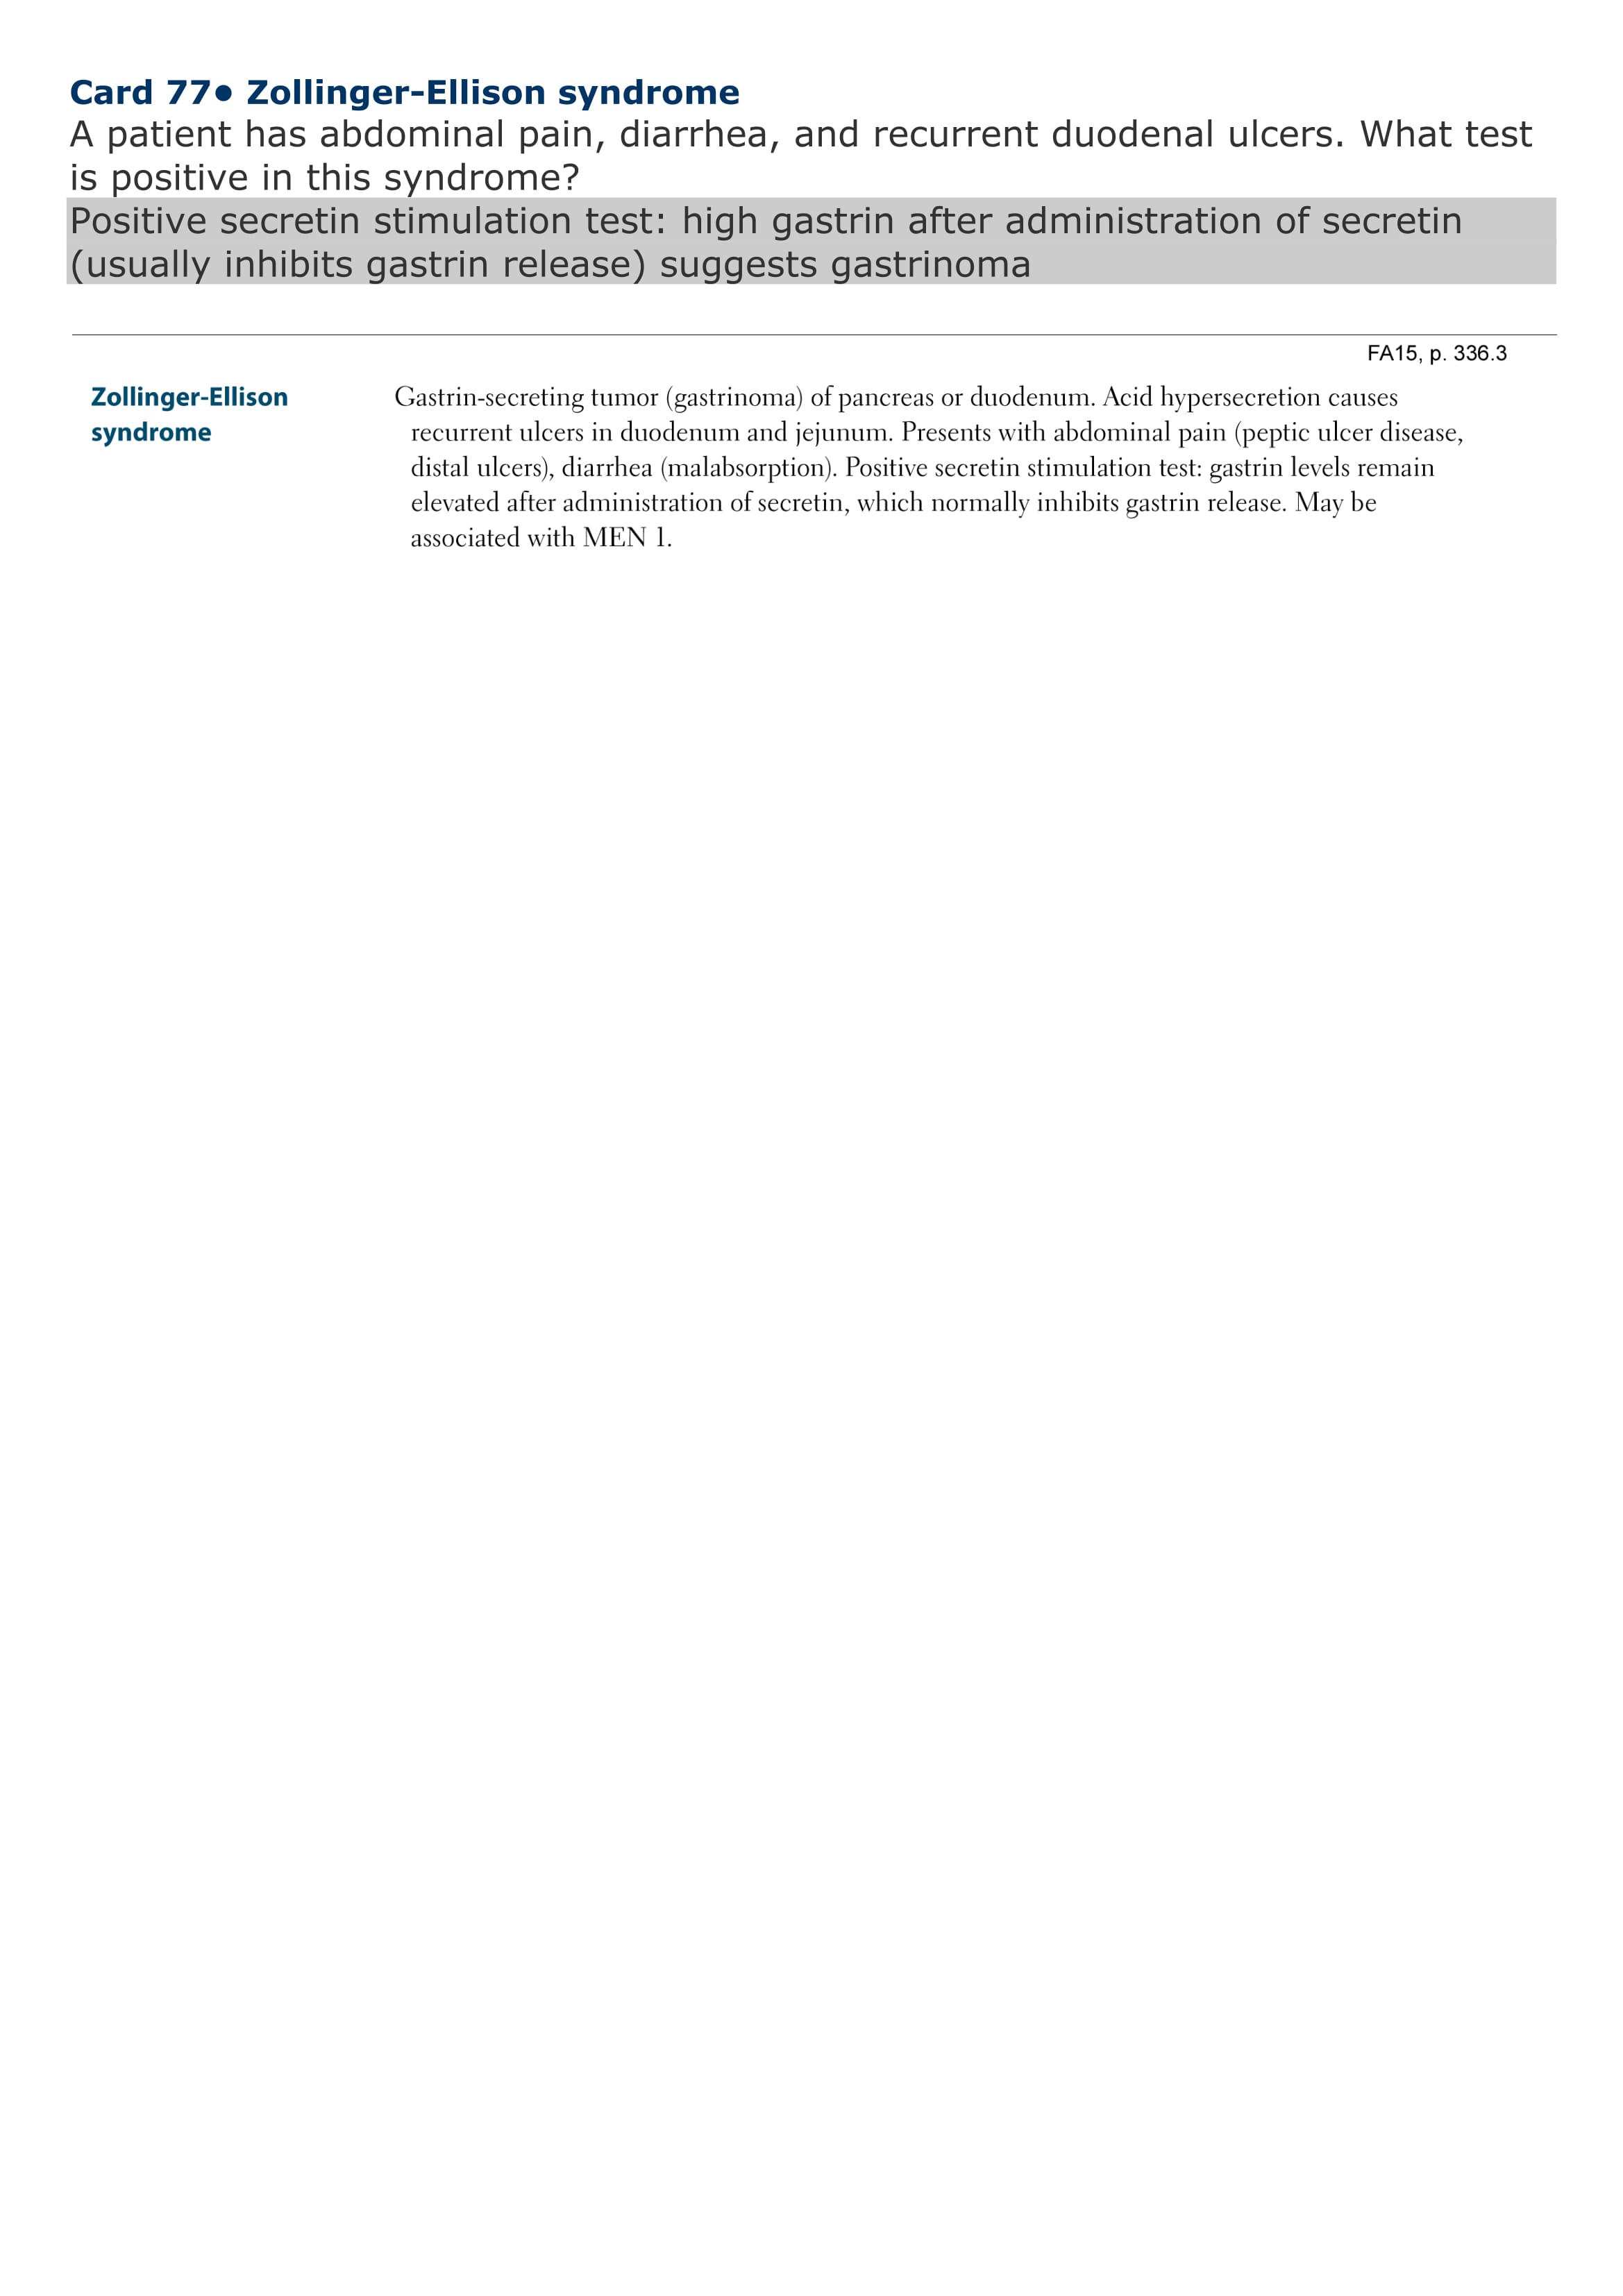 Card 77● Zollinger-Ellison syndrome
A patient has abdominal pain, diarrhea, and recurrent duodenal ulcers. What test
is positive in this syndrome?
Positive secretin stimulation test: high gastrin after administration of secretin
(usually inhibits gastrin release) suggests gastrinoma
FA15, p. 336.3
Zollinger-Ellison
syndrome
Gastrin-secreting tumor (gastrinoma) of pancreas or duodenum. Acid hypersecretion causes
recurrent ulcers in duodenum and jejunum. Presents with abdominal pain (peptic ulcer disease,
distal ulcers), diarrhea (malabsorption). Positive secretin stimulation test: gastrin levels remain
elevated after administration of secretin, which normally inhibits gastrin release. May be
associated with MEN 1.